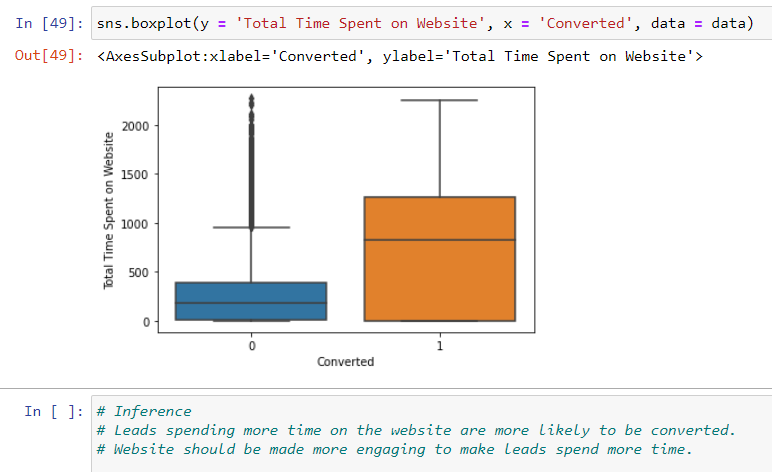 In [49]: sns.boxplot(y = 'Total Time Spent on Website', x = 'Converted', data = data)
Out[49]: <AxesSubplot:xlabel='Converted', ylabel='Total Time Spent on Website'>
Total Time Spent on Website
2000
1500
1000
500
0
0 1
Converted
In [ ]: # Inference
# Leads spending more time on the website are more likely to be converted.
# Website should be made more engaging to make leads spend more time.